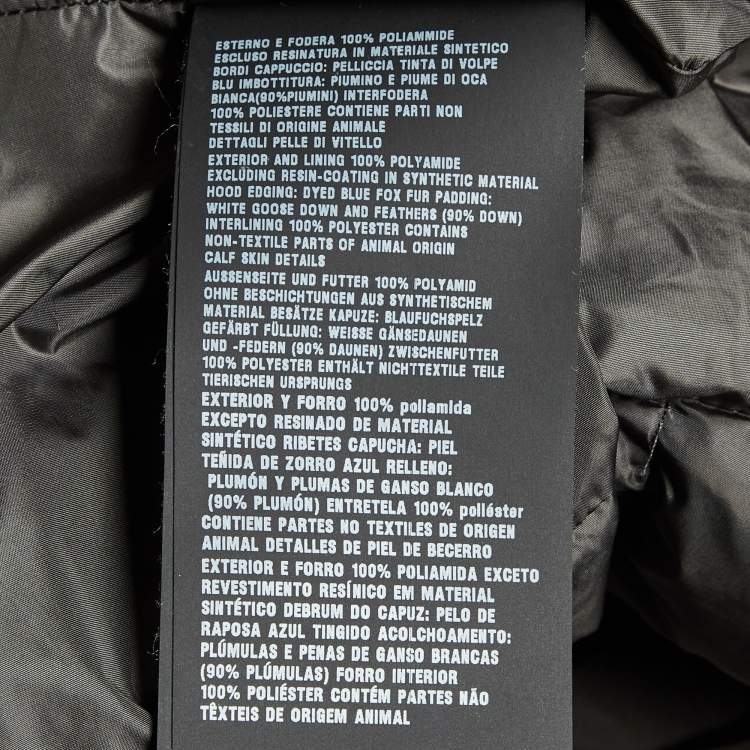 ESTERNO E FODERA 100% POLIAMMIDE
ESCLUSO RESINATURA IN MATERIALE SINTETICO
BORDI CAPPUCCIO: PELLICCIA TINTA DI VOLPE
BLU IMBOTTITURA: PIUMINO E PIUME DI OCA
BIANCA(90%PIUMINI) INTERFODERA
100% POLIESTERE CONTIENE PARTI NON
TESSILI DI ORIGINE ANIMALE
DETTAGLI PELLE DI VITELLO
EXTERIOR AND LINING 100% POLYAMIDE
EXCLUDING RESIN-COATING IN SYNTHETIC MATERIAL
HOOD EDGING: DYED BLUE FOX FUR PADDING:
WHITE GOOSE DOWN AND FEATHERS (90% DOWN)
INTERLINING 100% POLYESTER CONTAINS
NON-TEXTILE PARTS OF ANIMAL ORIGIN
CALF SKIN DETAILS
AUSSENSEITE UND FUTTER 100% POLYAMID
OHNE BESCHICHTUNGEN AUS SYNTHETISCHEM
MATERIAL BESÄTZE KAPUZE: BLAUFUCHSPELZ
GEFÄRBT FÜLLUNG: WEISSE GÄNSEDAUNEN
UND -FEDERN (90% DAUNEN) ZWISCHENFUTTER
100% POLYESTER ENTHÄLT NICHTTEXTILE TEILE
TIERISCHEN URSPRUNGS
EXTERIOR Y FORRO 100% poliamida
EXCEPTO RESINADO DE MATERIAL
SINTÉTICO RIBETES CAPUCHA: PIEL
TEÑIDA DE ZORRO AZUL RELLENO:
PLUMÓN Y PLUMAS DE GANSO BLANCO
(90% PLUMÓN) ENTRETELA 100% poliéster
CONTIENE PARTES NO TEXTILES DE ORIGEN
ANIMAL DETALLES DE PIEL DE BECERRO
EXTERIOR E FORRO 100% POLIAMIDA EXCETO
REVESTIMENTO RESÍNICO EM MATERIAL
SINTÉTICO DEBRUM DO CAPUZ: PELO DE
RAPOSA AZUL TINGIDO ACOLCHOAMENTO:
PLÚMULAS E PENAS DE GANSO BRANCAS
(90% PLÚMULAS) FORRO INTERIOR
100% POLIÉSTER CONTÉM PARTES NÃO
TÊXTEIS DE ORIGEM ANIMAL